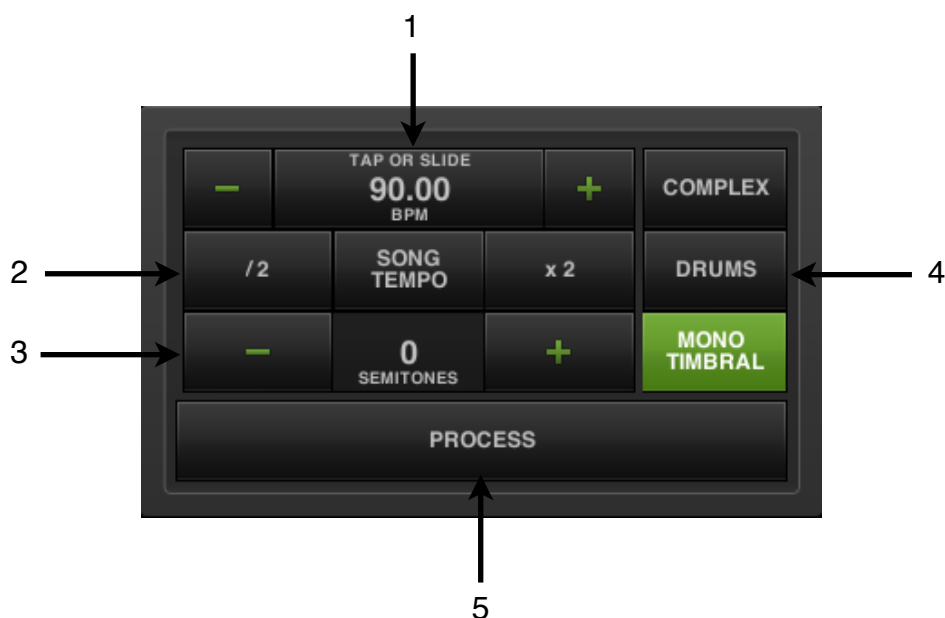 1
TAP OR SLIDE
− 90.00 + COMPLEX
BPM
2 /2 SONG TEMPO x 2 DRUMS 4
3 − 0 + MONO TIMBRAL
SEMITONES
PROCESS
5